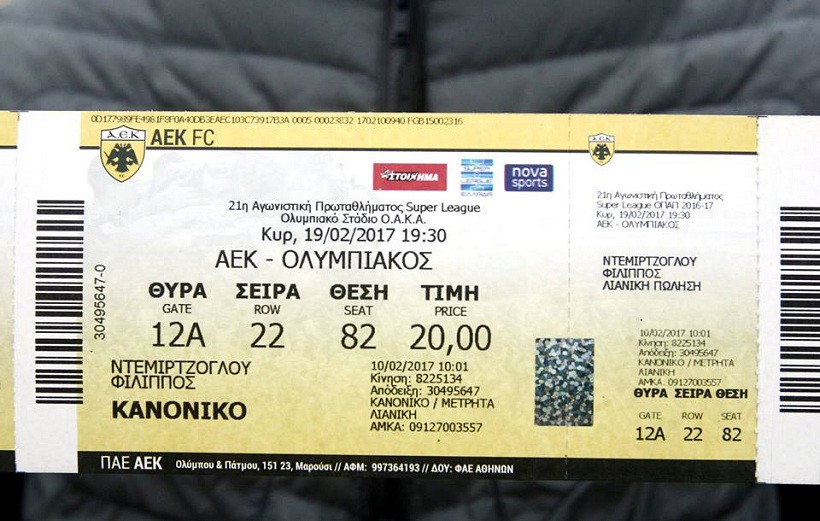 0D177989FE4981F8F0A40DB3EAEC103C73917B3A 0005 00023832 1702100940 FGB15002316
Α.Ε.Κ
ΑΕΚ FC
ΣΤΟΙΧΗΜΑ
SUPER
LEAGUE
ΕΛΛΑΔΑ
nova
sports
21η Αγωνιστική Πρωταθλήματος Super League
Ολυμπιακό Στάδιο Ο.Α.Κ.Α.
Κυρ, 19/02/2017 19:30
ΑΕΚ - ΟΛΥΜΠΙΑΚΟΣ
ΘΥΡΑ ΣΕΙΡΑ ΘΕΣΗ ΤΙΜΗ
GATE ROW SEAT PRICE
12A 22 82 20,00
30495647-0
ΝΤΕΜΙΡΤΖΟΓΛΟΥ
ΦΙΛΙΠΠΟΣ
ΚΑΝΟΝΙΚΟ
10/02/2017 10:01
Κίνηση: 8225134
Απόδειξη: 30495647
ΚΑΝΟΝΙΚΟ / ΜΕΤΡΗΤΑ
ΛΙΑΝΙΚΗ
ΑΜΚΑ: 09127003557
ΠΑΕ ΑΕΚ Ολύμπου & Πάτμου, 151 23, Μαρούσι // ΑΦΜ: 997364193 // ΔΟΥ: ΦΑΕ ΑΘΗΝΩΝ
Α.Ε.Κ
21η Αγωνιστική Πρωταθλήματος
Super League ΟΠΑΠ 2016-17
Κυρ, 19/02/2017 19:30
ΑΕΚ - ΟΛΥΜΠΙΑΚΟΣ
ΝΤΕΜΙΡΤΖΟΓΛΟΥ
ΦΙΛΙΠΠΟΣ
ΛΙΑΝΙΚΗ ΠΩΛΗΣΗ
10/02/2017 10:01
Κίνηση: 8225134
Απόδειξη: 30495647
ΚΑΝΟΝΙΚΟ / ΜΕΤΡΗΤΑ
ΛΙΑΝΙΚΗ
ΑΜΚΑ: 09127003557
ΘΥΡΑ ΣΕΙΡΑ ΘΕΣΗ
GATE ROW SEAT
12A 22 82